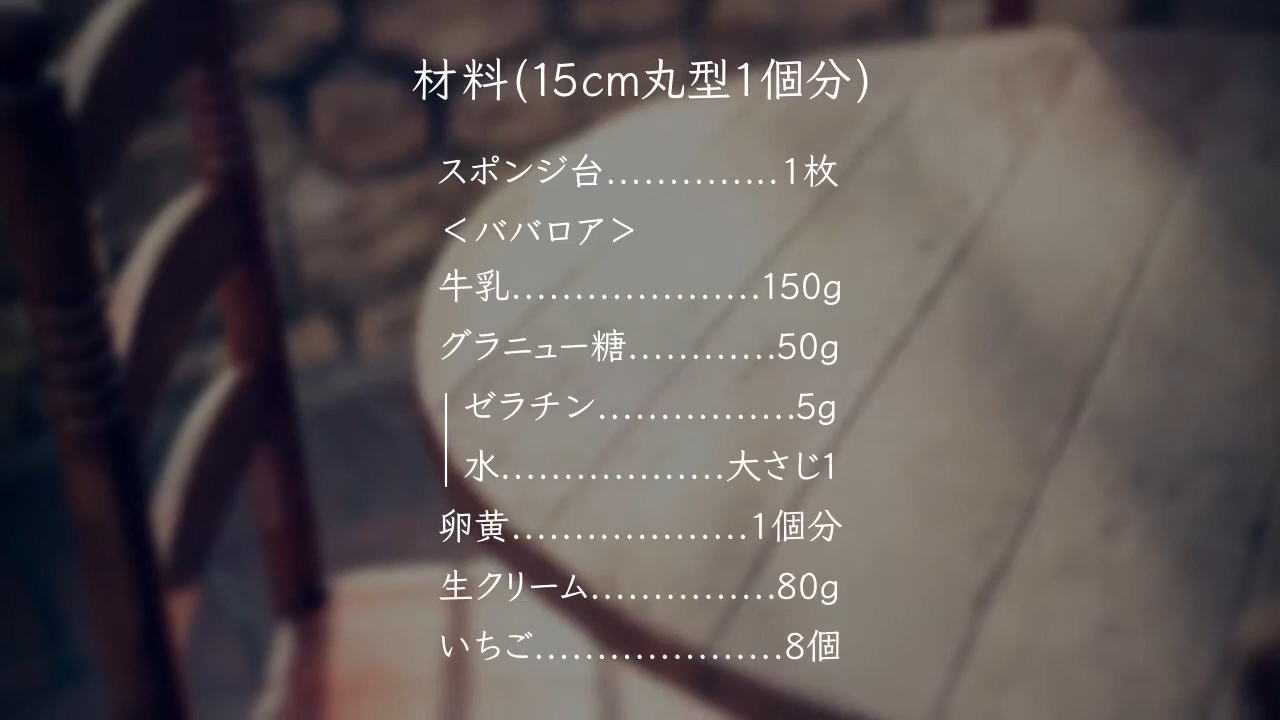 材料(15cm丸型1個分)
スポンジ台..............1枚
＜ババロア＞
牛乳....................150g
グラニュー糖............50g
ゼラチン................5g
水..................大さじ1
卵黄...................1個分
生クリーム...............80g
いちご....................8個